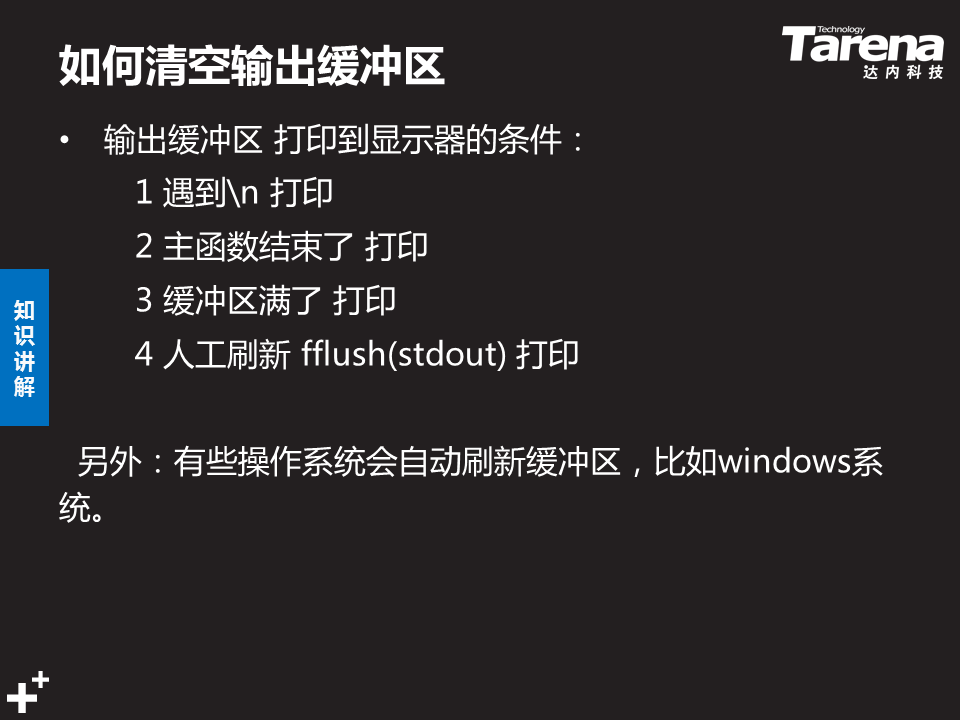 如何清空输出缓冲区
Technology
Tarena
达内科技
• 输出缓冲区 打印到显示器的条件：
1 遇到\n 打印
2 主函数结束了 打印
3 缓冲区满了 打印
4 人工刷新 fflush(stdout) 打印
知
识
讲
解
另外：有些操作系统会自动刷新缓冲区，比如windows系
统。